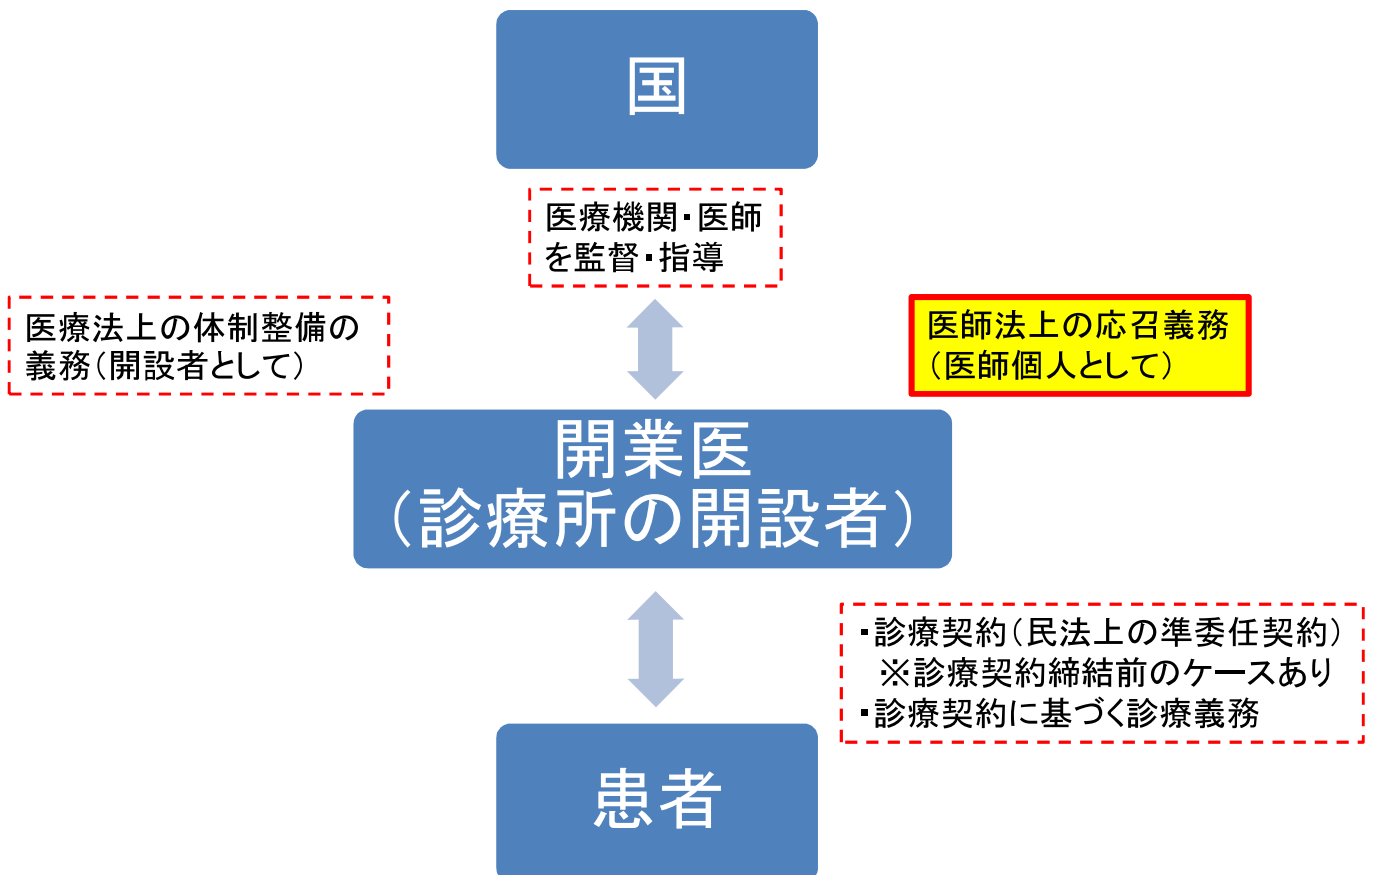 国
医療機関・医師
を監督・指導
医療法上の体制整備の
義務（開設者として）
医師法上の応召義務
（医師個人として）
開業医
（診療所の開設者）
・診療契約（民法上の準委任契約）
※診療契約締結前のケースあり
・診療契約に基づく診療義務
患者